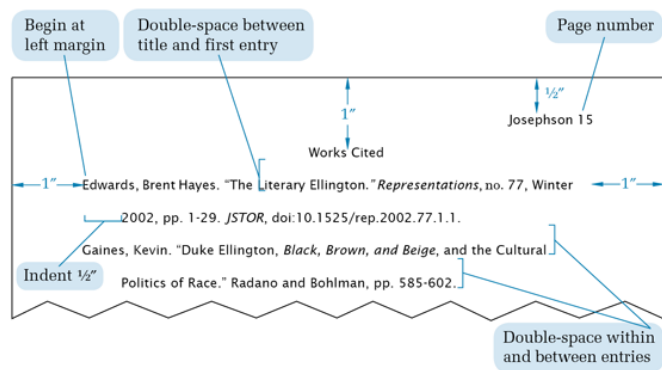 Begin at
left margin
Double-space between
title and first entry
Page number
½″
1″
Josephson 15
Works Cited
1″
Edwards, Brent Hayes. “The Literary Ellington.” Representations, no. 77, Winter
1″
2002, pp. 1-29. JSTOR, doi:10.1525/rep.2002.77.1.1.
Gaines, Kevin. “Duke Ellington, Black, Brown, and Beige, and the Cultural
Indent ½″
Politics of Race.” Radano and Bohlman, pp. 585-602.
Double-space within
and between entries